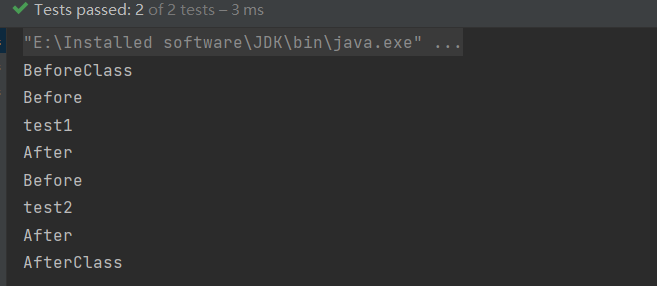 Tests passed: 2 of 2 tests – 3 ms
"E:\Installed software\JDK\bin\java.exe" ...
BeforeClass
Before
test1
After
Before
test2
After
AfterClass